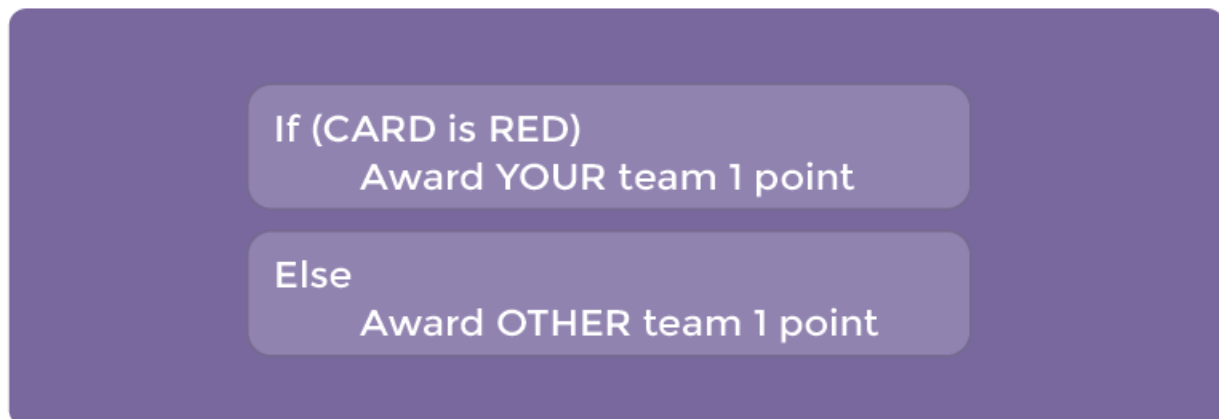 If (CARD is RED)
Award YOUR team 1 point
Else
Award OTHER team 1 point